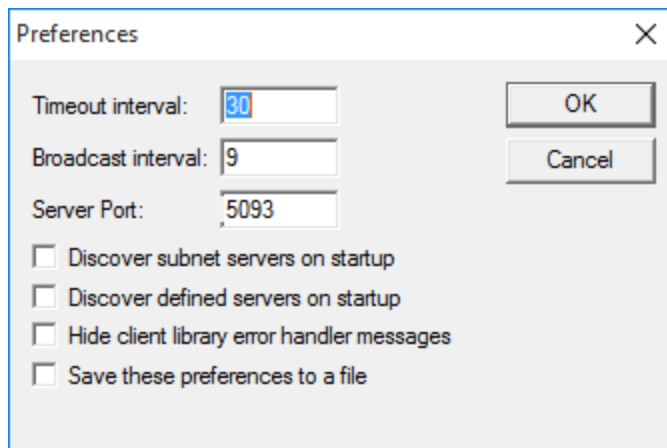 Preferences
Timeout interval: 30 OK
Broadcast interval: 9 Cancel
Server Port: 5093
Discover subnet servers on startup
Discover defined servers on startup
Hide client library error handler messages
Save these preferences to a file